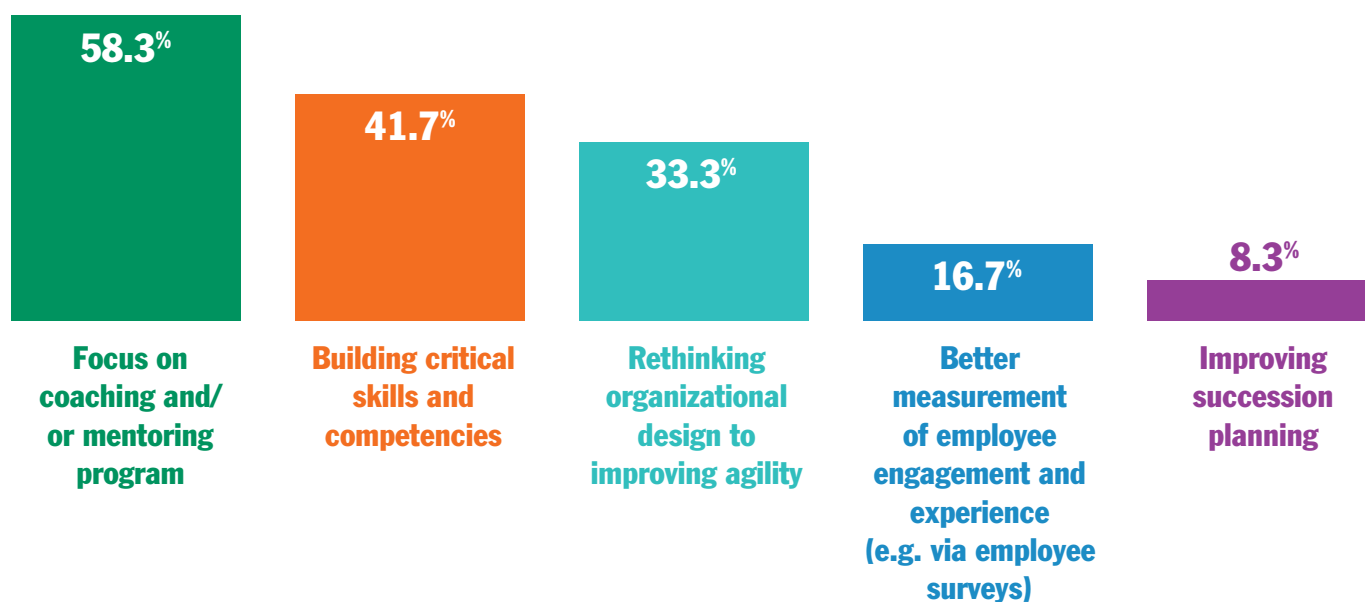 58.3%
41.7%
33.3%
16.7%
8.3%
Focus on
coaching and/
or mentoring
program
Building critical
skills and
competencies
Rethinking
organizational
design to
improving agility
Better
measurement
of employee
engagement and
experience
(e.g. via employee
surveys)
Improving
succession
planning